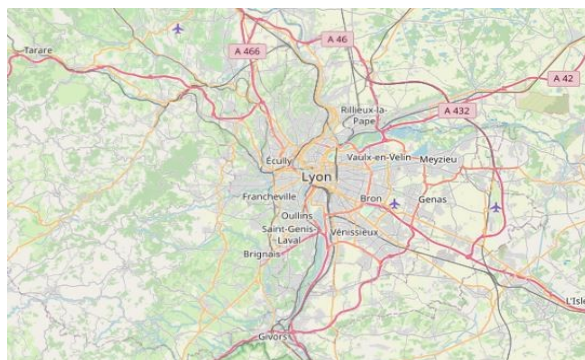 Tarare
A 466
A 46
A 42
Rillieux-la-
Pape
A 432
Écully
Vaulx-en-Velin
Meyzieu
Lyon
Francheville
Bron
Genas
Oullins
Saint-Genis-
Laval
Vénissieux
Brignais
L'Isle
Givors